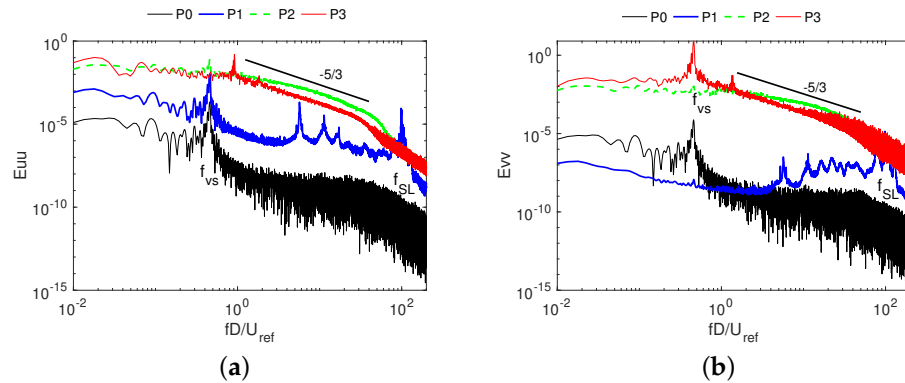 P0 P1 P2 P3
10^0
10^-5
10^-10
10^-15
Euu
-5/3
f_vs
f_SL
10^-2
10^0
10^2
fD/U_ref
(a)
P0 P1 P2 P3
10^0
10^-5
10^-10
10^-15
Evv
-5/3
f_vs
f_SL
10^-2
10^0
10^2
fD/U_ref
(b)